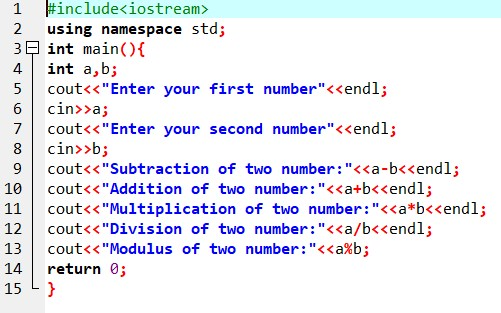 1 #include<iostream>
2 using namespace std;
3 int main(){
4 int a,b;
5 cout<<"Enter your first number"<<endl;
6 cin>>a;
7 cout<<"Enter your second number"<<endl;
8 cin>>b;
9 cout<<"Subtraction of two number:"<<a-b<<endl;
10 cout<<"Addition of two number:"<<a+b<<endl;
11 cout<<"Multiplication of two number:"<<a*b<<endl;
12 cout<<"Division of two number:"<<a/b<<endl;
13 cout<<"Modulus of two number:"<<a%b;
14 return 0;
15 }